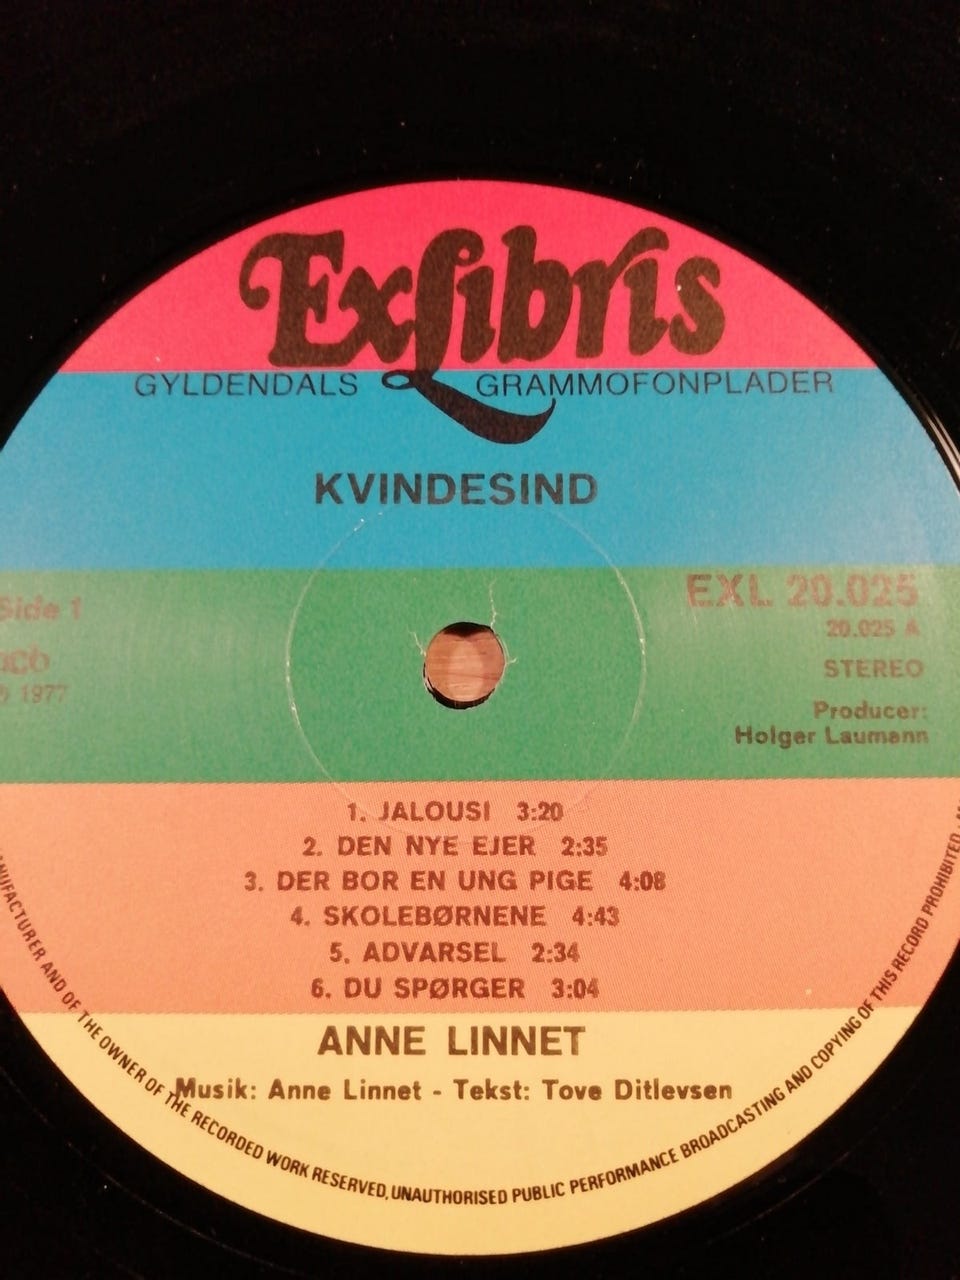 Exlibris
GYLDENDALS GRAMMOFONPLADER
KVINDESIND
Side 1
ncb
℗ 1977
EXL 20.025
20.025 A
STEREO
Producer:
Holger Laumann
1. JALOUSI 3:20
2. DEN NYE EJER 2:35
3. DER BOR EN UNG PIGE 4:08
4. SKOLEBØRNENE 4:43
5. ADVARSEL 2:34
6. DU SPØRGER 3:04
ANNE LINNET
Musik: Anne Linnet - Tekst: Tove Ditlevsen
MANUFACTURER AND OF THE OWNER OF THE RECORDED WORK RESERVED, UNAUTHORISED PUBLIC PERFORMANCE BROADCASTING AND COPYING OF THIS RECORD PROHIBITED